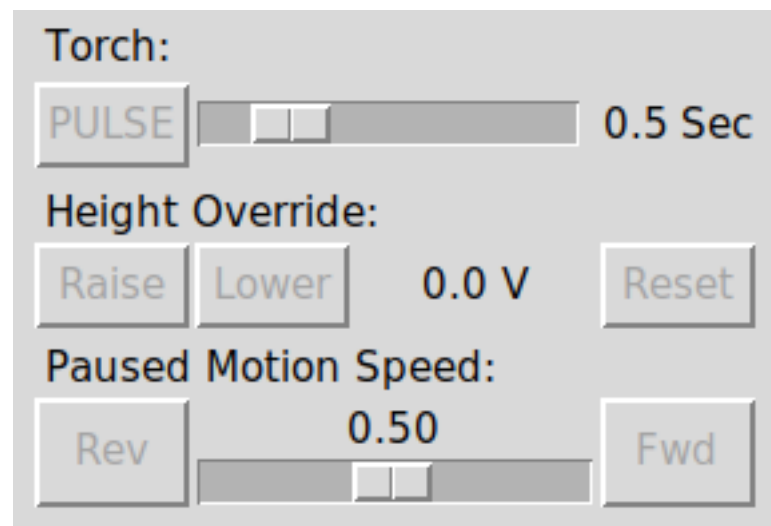 Torch:
PULSE 0.5 Sec
Height Override:
Raise Lower 0.0 V Reset
Paused Motion Speed:
0.50
Rev Fwd